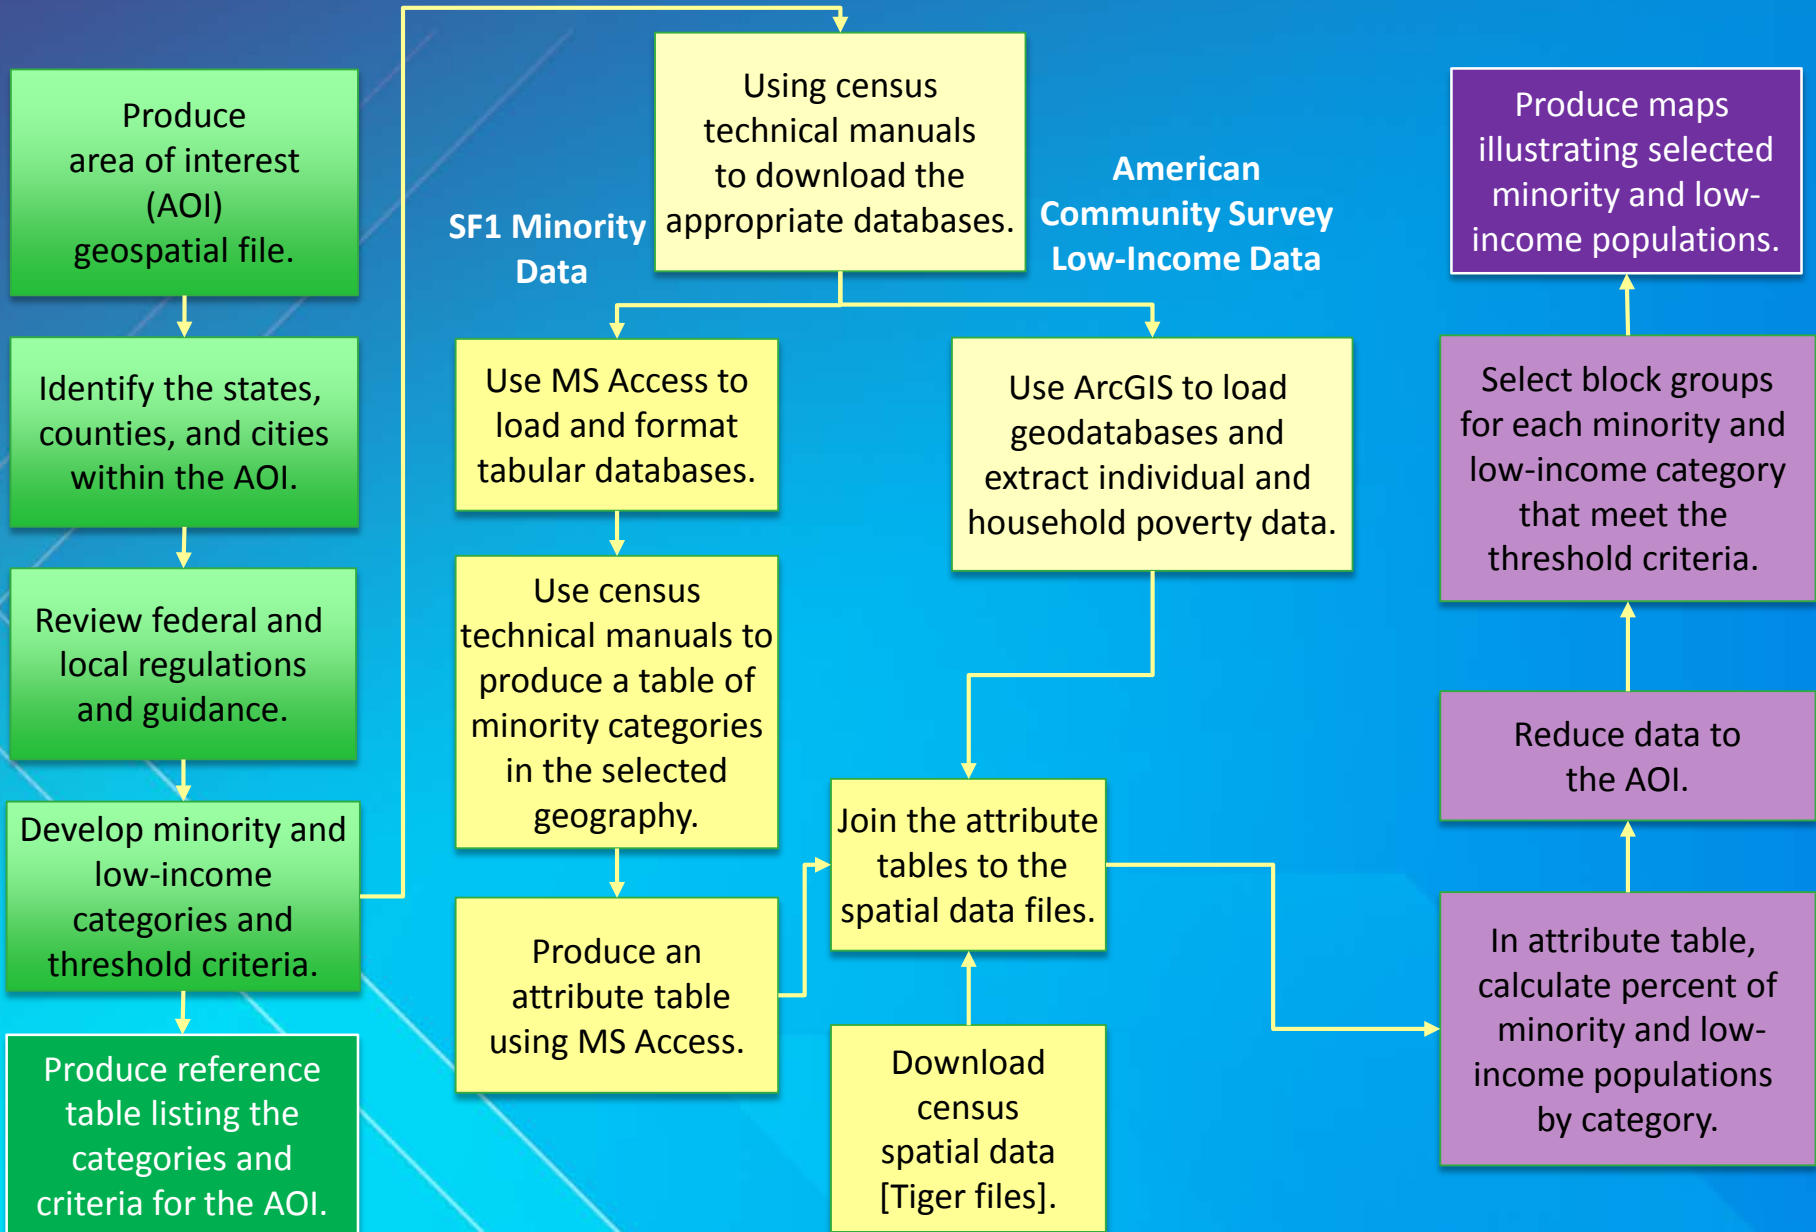 Produce
area of interest
(AOI)
geospatial file.
Identify the states,
counties, and cities
within the AOI.
Review federal and
local regulations
and guidance.
Develop minority and
low-income
categories and
threshold criteria.
Produce reference
table listing the
categories and
criteria for the AOI.
Using census
technical manuals
to download the
appropriate databases.
SF1 Minority
Data
American
Community Survey
Low-Income Data
Use MS Access to
load and format
tabular databases.
Use census
technical manuals to
produce a table of
minority categories
in the selected
geography.
Produce an
attribute table
using MS Access.
Use ArcGIS to load
geodatabases and
extract individual and
household poverty data.
Join the attribute
tables to the
spatial data files.
Download
census
spatial data
[Tiger files].
In attribute table,
calculate percent of
minority and low-
income populations
by category.
Reduce data to
the AOI.
Select block groups
for each minority and
low-income category
that meet the
threshold criteria.
Produce maps
illustrating selected
minority and low-
income populations.